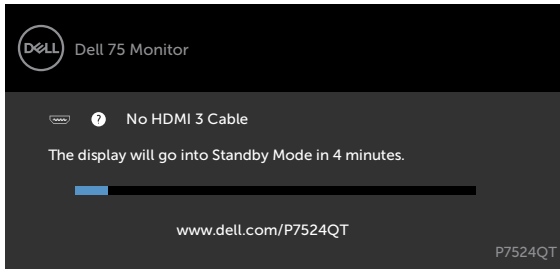 DELL
Dell 75 Monitor
? No HDMI 3 Cable
The display will go into Standby Mode in 4 minutes.
www.dell.com/P7524QT
P7524QT